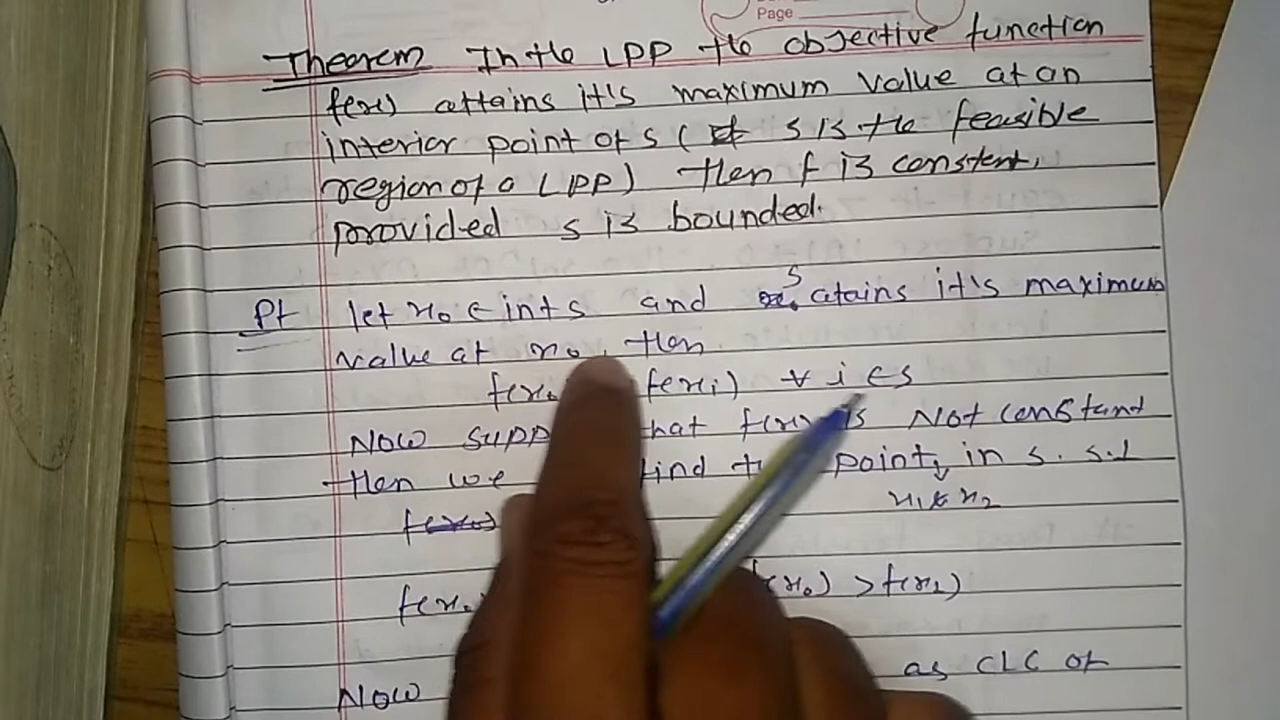 Page
Theorem In the LPP the objective function
f(x) attains it's maximum value at an
interior point of S ( S is the feasible
region of a LPP) then f is constant,
provided S is bounded.
Pf let x₀ ∈ int S and S atains it's maximum
value at x₀, then
f(x₀ f(xᵢ) ∀ i ∈ S
Now supp hat f(x) is Not constant
then we find point, in S. s.t
x₁ & x₂
f(x₀ (x₀) > f(x₂)
Now as CLC of